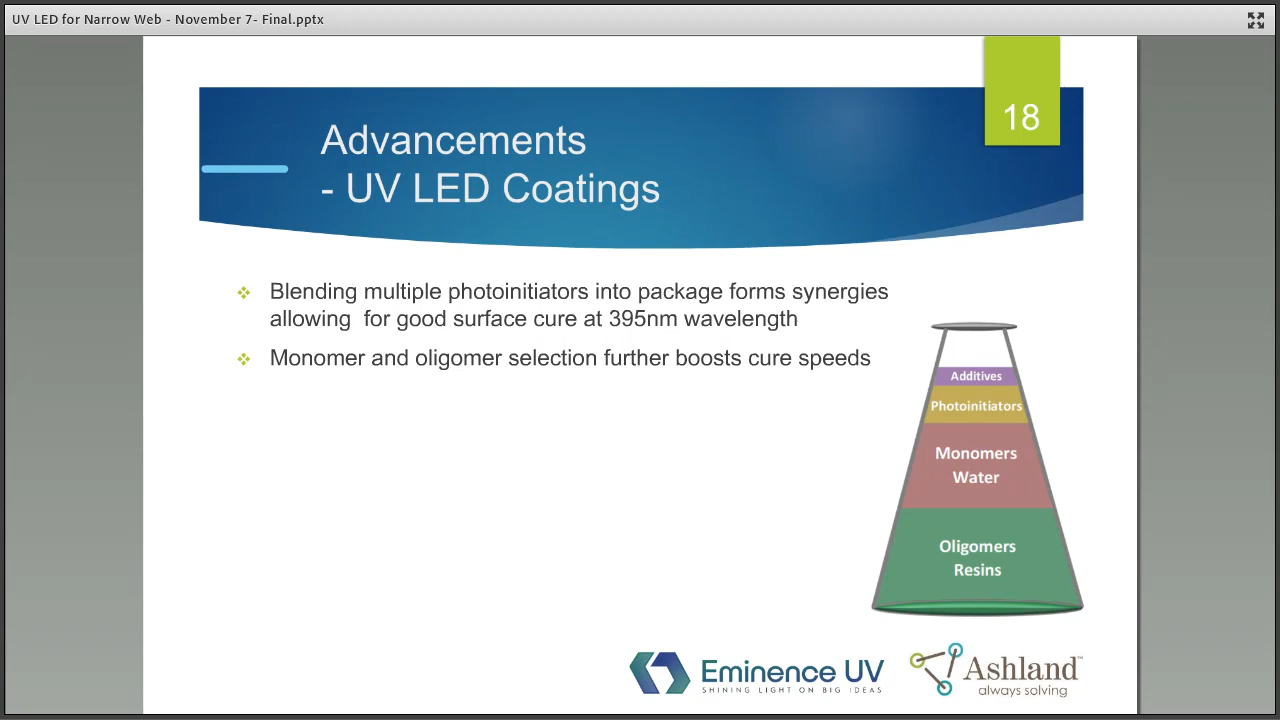 UV LED for Narrow Web - November 7- Final.pptx
18
Advancements
- UV LED Coatings
Blending multiple photoinitiators into package forms synergies
allowing for good surface cure at 395nm wavelength
Monomer and oligomer selection further boosts cure speeds
Additives
Photoinitiators
Monomers
Water
Oligomers
Resins
Eminence UV
SHINING LIGHT ON BIG IDEAS
Ashland™
always solving